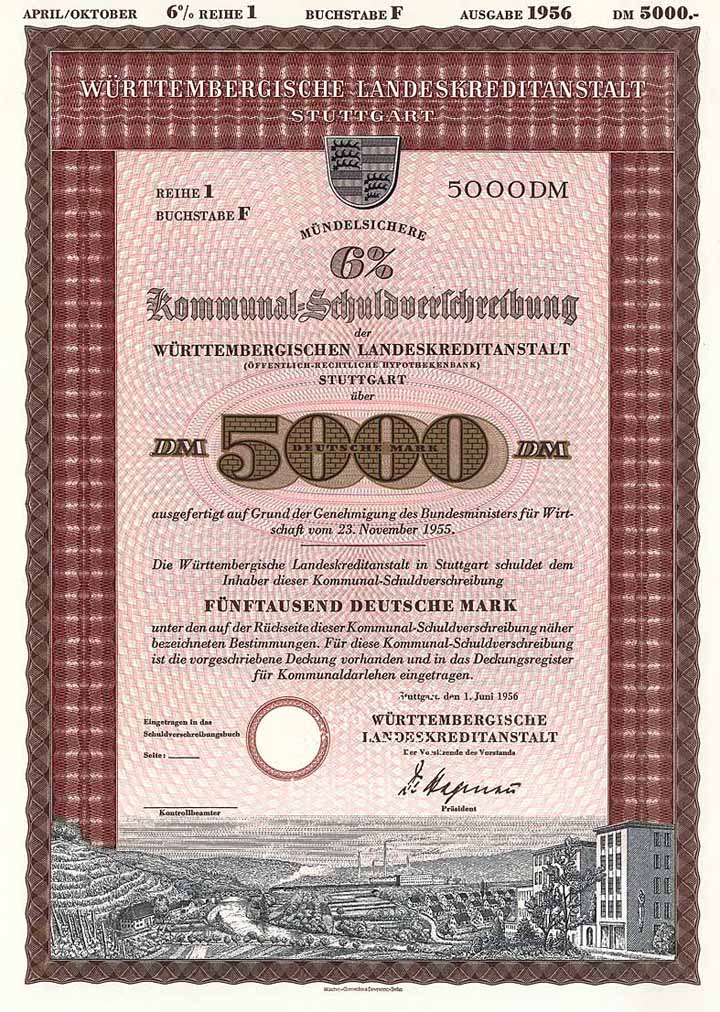 APRIL/OKTOBER 6% REIHE 1 BUCHSTABE F AUSGABE 1956 DM 5000.-
WÜRTTEMBERGISCHE LANDESKREDITANSTALT
STUTTGART
REIHE 1
BUCHSTABE F
5000 DM
MÜNDELSICHERE
6%
Kommunal-Schuldverschreibung
der
WÜRTTEMBERGISCHEN LANDESKREDITANSTALT
(ÖFFENTLICH-RECHTLICHE HYPOTHEKENBANK)
STUTTGART
über
DM 5000 DM
DEUTSCHE MARK
ausgefertigt auf Grund der Genehmigung des Bundesministers für Wirt-
schaft vom 23. November 1955.
Die Württembergische Landeskreditanstalt in Stuttgart schuldet dem
Inhaber dieser Kommunal-Schuldverschreibung
FÜNFTAUSEND DEUTSCHE MARK
unter den auf der Rückseite dieser Kommunal-Schuldverschreibung näher
bezeichneten Bestimmungen. Für diese Kommunal-Schuldverschreibung
ist die vorgeschriebene Deckung vorhanden und in das Deckungsregister
für Kommunaldarlehen eingetragen.
Stuttgart, den 1. Juni 1956
Eingetragen in das
Schuldverschreibungsbuch
Seite:
WÜRTTEMBERGISCHE
LANDESKREDITANSTALT
Der Vorsitzende des Vorstands
Präsident
Kontrollbeamter